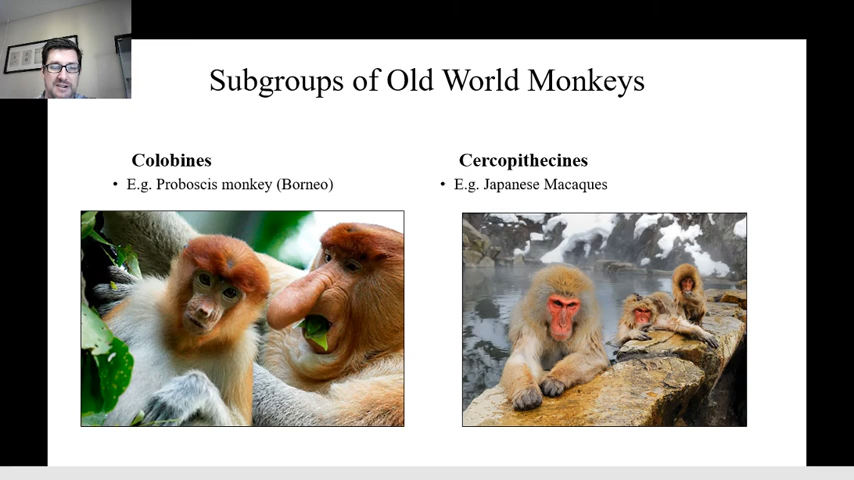 Subgroups of Old World Monkeys
Colobines
• E.g. Proboscis monkey (Borneo)
Cercopithecines
• E.g. Japanese Macaques